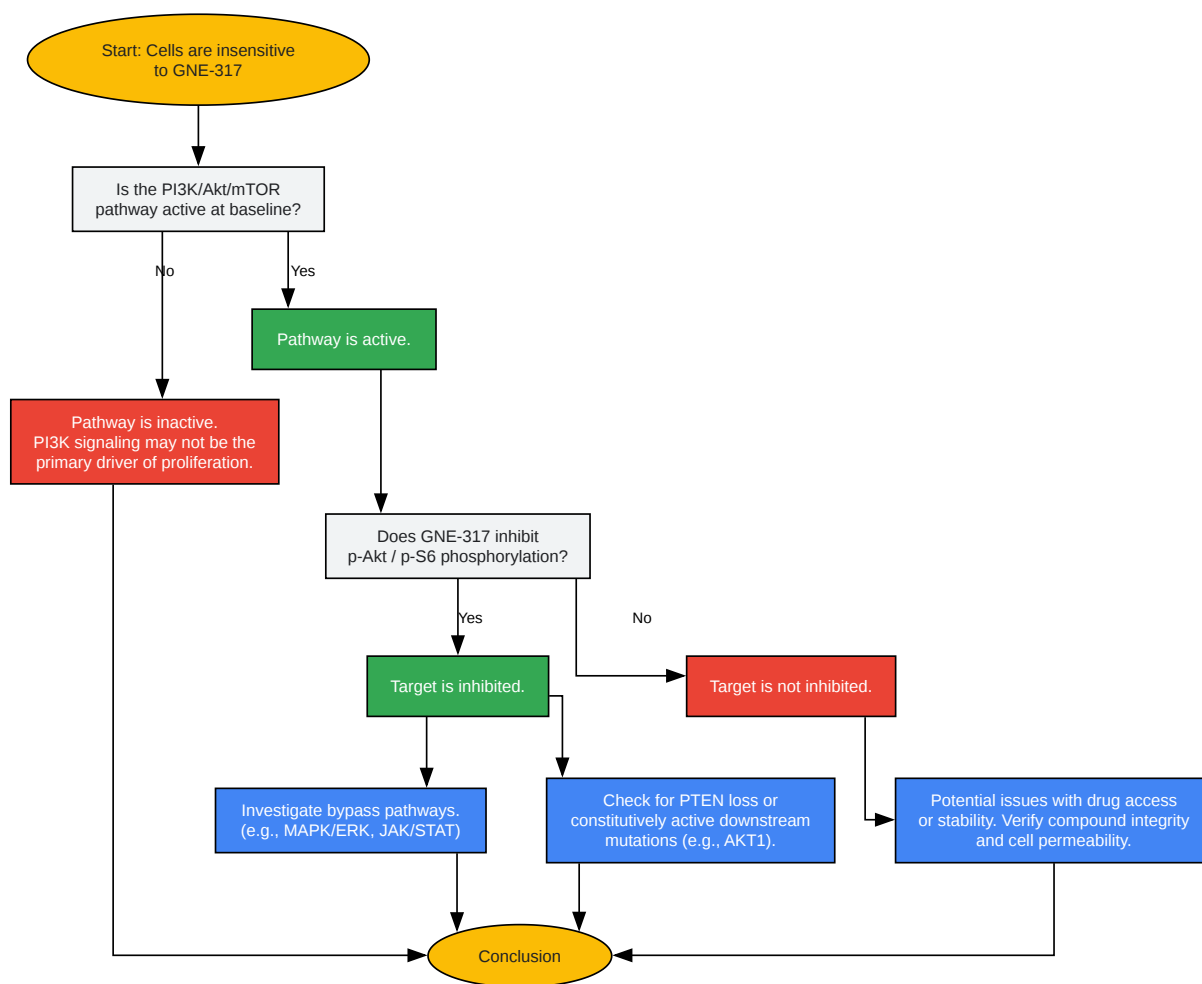 Start: Cells are insensitive
to GNE-317
Is the PI3K/Akt/mTOR
pathway active at baseline?
No
Yes
Pathway is active.
Pathway is inactive.
PI3K signaling may not be the
primary driver of proliferation.
Does GNE-317 inhibit
p-Akt / p-S6 phosphorylation?
Yes
No
Target is inhibited.
Target is not inhibited.
Investigate bypass pathways.
(e.g., MAPK/ERK, JAK/STAT)
Check for PTEN loss or
constitutively active downstream
mutations (e.g., AKT1).
Potential issues with drug access
or stability. Verify compound integrity
and cell permeability.
Conclusion